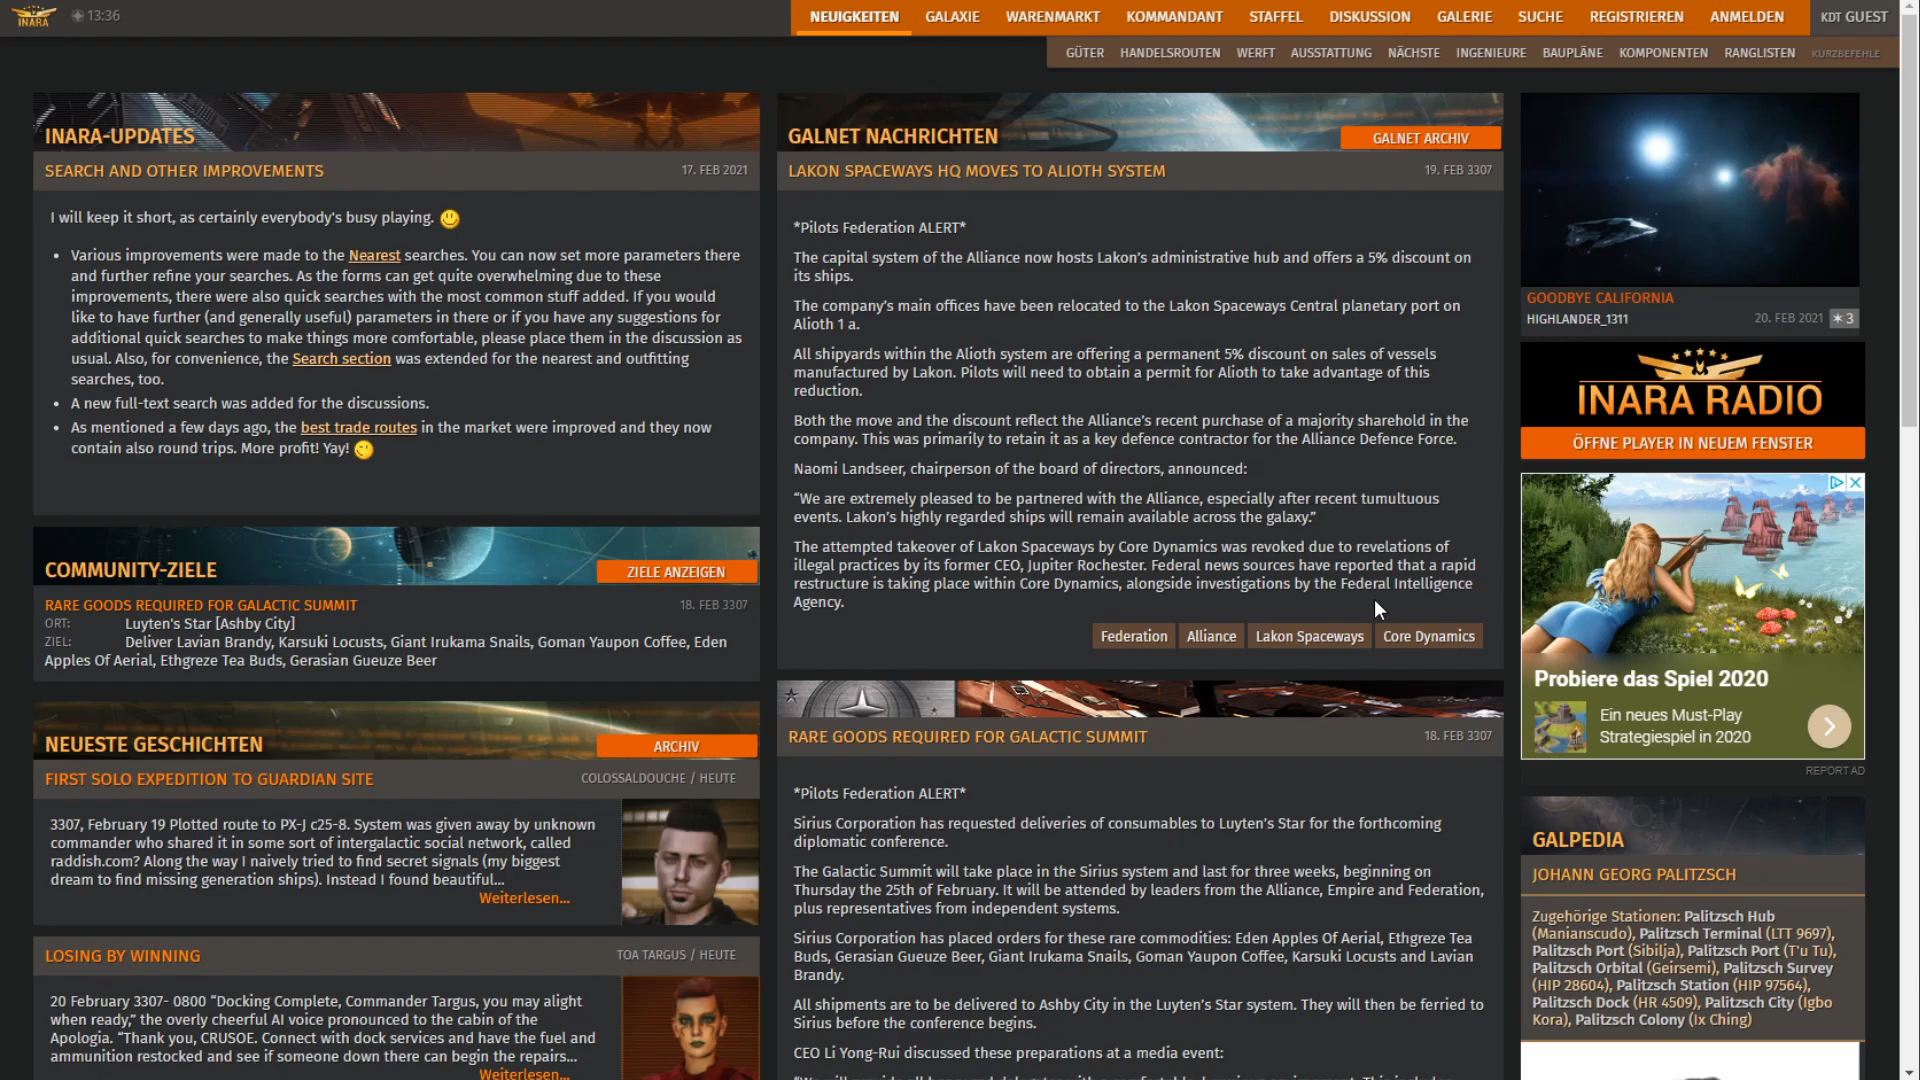 INARA
13:36
NEUIGKEITEN GALAXIE WARENMARKT KOMMANDANT STAFFEL DISKUSSION GALERIE SUCHE REGISTRIEREN ANMELDEN KDT GUEST
GÜTER HANDELSROUTEN WERFT AUSSTATTUNG NÄCHSTE INGENIEURE BAUPLÄNE KOMPONENTEN RANGLISTEN KURZBEFEHLE
INARA-UPDATES
SEARCH AND OTHER IMPROVEMENTS 17. FEB 2021
I will keep it short, as certainly everybody's busy playing.
• Various improvements were made to the Nearest searches. You can now set more parameters there
and further refine your searches. As the forms can get quite overwhelming due to these
improvements, there were also quick searches with the most common stuff added. If you would
like to have further (and generally useful) parameters in there or if you have any suggestions for
additional quick searches to make things more comfortable, please place them in the discussion as
usual. Also, for convenience, the Search section was extended for the nearest and outfitting
searches, too.
• A new full-text search was added for the discussions.
• As mentioned a few days ago, the best trade routes in the market were improved and they now
contain also round trips. More profit! Yay!
COMMUNITY-ZIELE
ZIELE ANZEIGEN
RARE GOODS REQUIRED FOR GALACTIC SUMMIT 18. FEB 3307
ORT: Luyten's Star [Ashby City]
ZIEL: Deliver Lavian Brandy, Karsuki Locusts, Giant Irukama Snails, Goman Yaupon Coffee, Eden
Apples Of Aerial, Ethgreze Tea Buds, Gerasian Gueuze Beer
NEUESTE GESCHICHTEN
ARCHIV
FIRST SOLO EXPEDITION TO GUARDIAN SITE COLOSSALDOUCHE / HEUTE
3307, February 19 Plotted route to PX-J c25-8. System was given away by unknown
commander who shared it in some sort of intergalactic social network, called
raddish.com? Along the way I naively tried to find secret signals (my biggest
dream to find missing generation ships). Instead I found beautiful...
Weiterlesen...
LOSING BY WINNING TOA TARGUS / HEUTE
20 February 3307- 0800 “Docking Complete, Commander Targus, you may alight
when ready,” the overly cheerful AI voice pronounced to the cabin of the
Apologia. “Thank you, CRUSOE. Connect with dock services and have the fuel and
ammunition restocked and see if someone down there can begin the repairs...
Weiterlesen...
GALNET NACHRICHTEN
GALNET ARCHIV
LAKON SPACEWAYS HQ MOVES TO ALIOTH SYSTEM 19. FEB 3307
*Pilots Federation ALERT*
The capital system of the Alliance now hosts Lakon’s administrative hub and offers a 5% discount on
its ships.
The company’s main offices have been relocated to the Lakon Spaceways Central planetary port on
Alioth 1 a.
All shipyards within the Alioth system are offering a permanent 5% discount on sales of vessels
manufactured by Lakon. Pilots will need to obtain a permit for Alioth to take advantage of this
reduction.
Both the move and the discount reflect the Alliance’s recent purchase of a majority sharehold in the
company. This was primarily to retain it as a key defence contractor for the Alliance Defence Force.
Naomi Landseer, chairperson of the board of directors, announced:
“We are extremely pleased to be partnered with the Alliance, especially after recent tumultuous
events. Lakon’s highly regarded ships will remain available across the galaxy.”
The attempted takeover of Lakon Spaceways by Core Dynamics was revoked due to revelations of
illegal practices by its former CEO, Jupiter Rochester. Federal news sources have reported that a rapid
restructure is taking place within Core Dynamics, alongside investigations by the Federal Intelligence
Agency.
Federation Alliance Lakon Spaceways Core Dynamics
RARE GOODS REQUIRED FOR GALACTIC SUMMIT 18. FEB 3307
*Pilots Federation ALERT*
Sirius Corporation has requested deliveries of consumables to Luyten’s Star for the forthcoming
diplomatic conference.
The Galactic Summit will take place in the Sirius system and last for three weeks, beginning on
Thursday the 25th of February. It will be attended by leaders from the Alliance, Empire and Federation,
plus representatives from independent systems.
Sirius Corporation has placed orders for these rare commodities: Eden Apples Of Aerial, Ethgreze Tea
Buds, Gerasian Gueuze Beer, Giant Irukama Snails, Goman Yaupon Coffee, Karsuki Locusts and Lavian
Brandy.
All shipments are to be delivered to Ashby City in the Luyten’s Star system. They will then be ferried to
Sirius before the conference begins.
CEO Li Yong-Rui discussed these preparations at a media event:
GOODBYE CALIFORNIA
HIGHLANDER_1311 20. FEB 2021 ✶3
INARA RADIO
ÖFFNE PLAYER IN NEUEM FENSTER
Probiere das Spiel 2020
Ein neues Must-Play
Strategiespiel in 2020
REPORT AD
GALPEDIA
JOHANN GEORG PALITZSCH
Zugehörige Stationen: Palitzsch Hub
(Manianscudo), Palitzsch Terminal (LTT 9697),
Palitzsch Port (Sibilja), Palitzsch Port (T'u Tu),
Palitzsch Orbital (Geirsemi), Palitzsch Survey
(HIP 28604), Palitzsch Station (HIP 97564),
Palitzsch Dock (HR 4509), Palitzsch City (Igbo
Kora), Palitzsch Colony (Ix Ching)